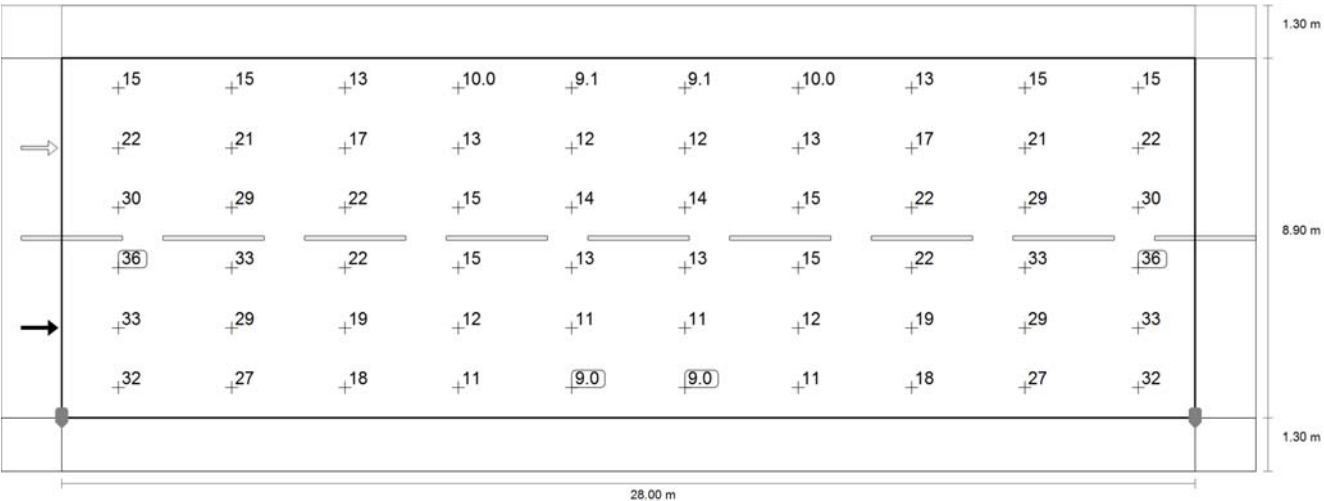 1.30 m
15 15 13 10.0 9.1 9.1 10.0 13 15 15
22 21 17 13 12 12 13 17 21 22
30 29 22 15 14 14 15 22 29 30
8.90 m
36 33 22 15 13 13 15 22 33 36
33 29 19 12 11 11 12 19 29 33
32 27 18 11 9.0 9.0 11 18 27 32
1.30 m
28.00 m